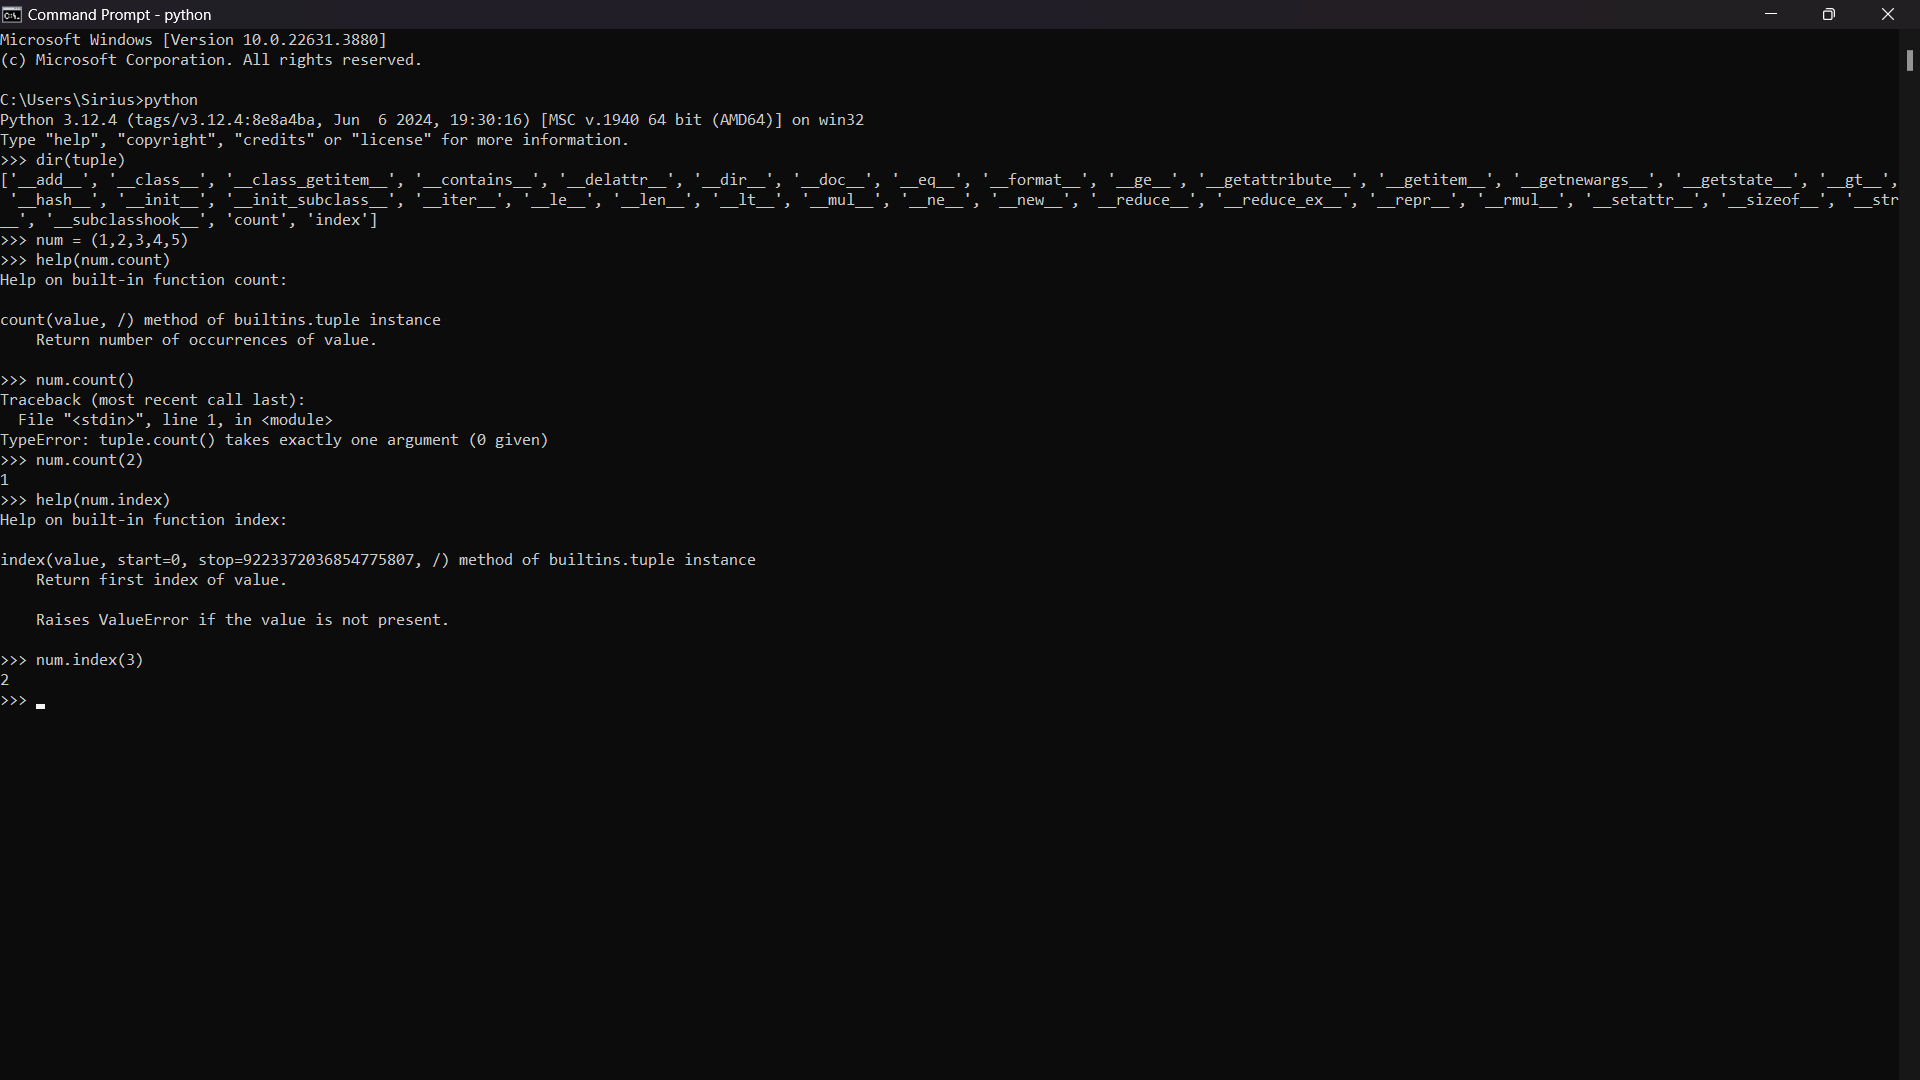 Command Prompt - python
Microsoft Windows [Version 10.0.22631.3880]
(c) Microsoft Corporation. All rights reserved.
C:\Users\Sirius>python
Python 3.12.4 (tags/v3.12.4:8e8a4ba, Jun  6 2024, 19:30:16) [MSC v.1940 64 bit (AMD64)] on win32
Type "help", "copyright", "credits" or "license" for more information.
>>> dir(tuple)
['__add__', '__class__', '__class_getitem__', '__contains__', '__delattr__', '__dir__', '__doc__', '__eq__', '__format__', '__ge__', '__getattribute__', '__getitem__', '__getnewargs__', '__getstate__', '__gt__',
 '__hash__', '__init__', '__init_subclass__', '__iter__', '__le__', '__len__', '__lt__', '__mul__', '__ne__', '__new__', '__reduce__', '__reduce_ex__', '__repr__', '__rmul__', '__setattr__', '__sizeof__', '__str
__', '__subclasshook__', 'count', 'index']
>>> num = (1,2,3,4,5)
>>> help(num.count)
Help on built-in function count:
count(value, /) method of builtins.tuple instance
    Return number of occurrences of value.
>>> num.count()
Traceback (most recent call last):
  File "<stdin>", line 1, in <module>
TypeError: tuple.count() takes exactly one argument (0 given)
>>> num.count(2)
1
>>> help(num.index)
Help on built-in function index:
index(value, start=0, stop=9223372036854775807, /) method of builtins.tuple instance
    Return first index of value.
    Raises ValueError if the value is not present.
>>> num.index(3)
2
>>>